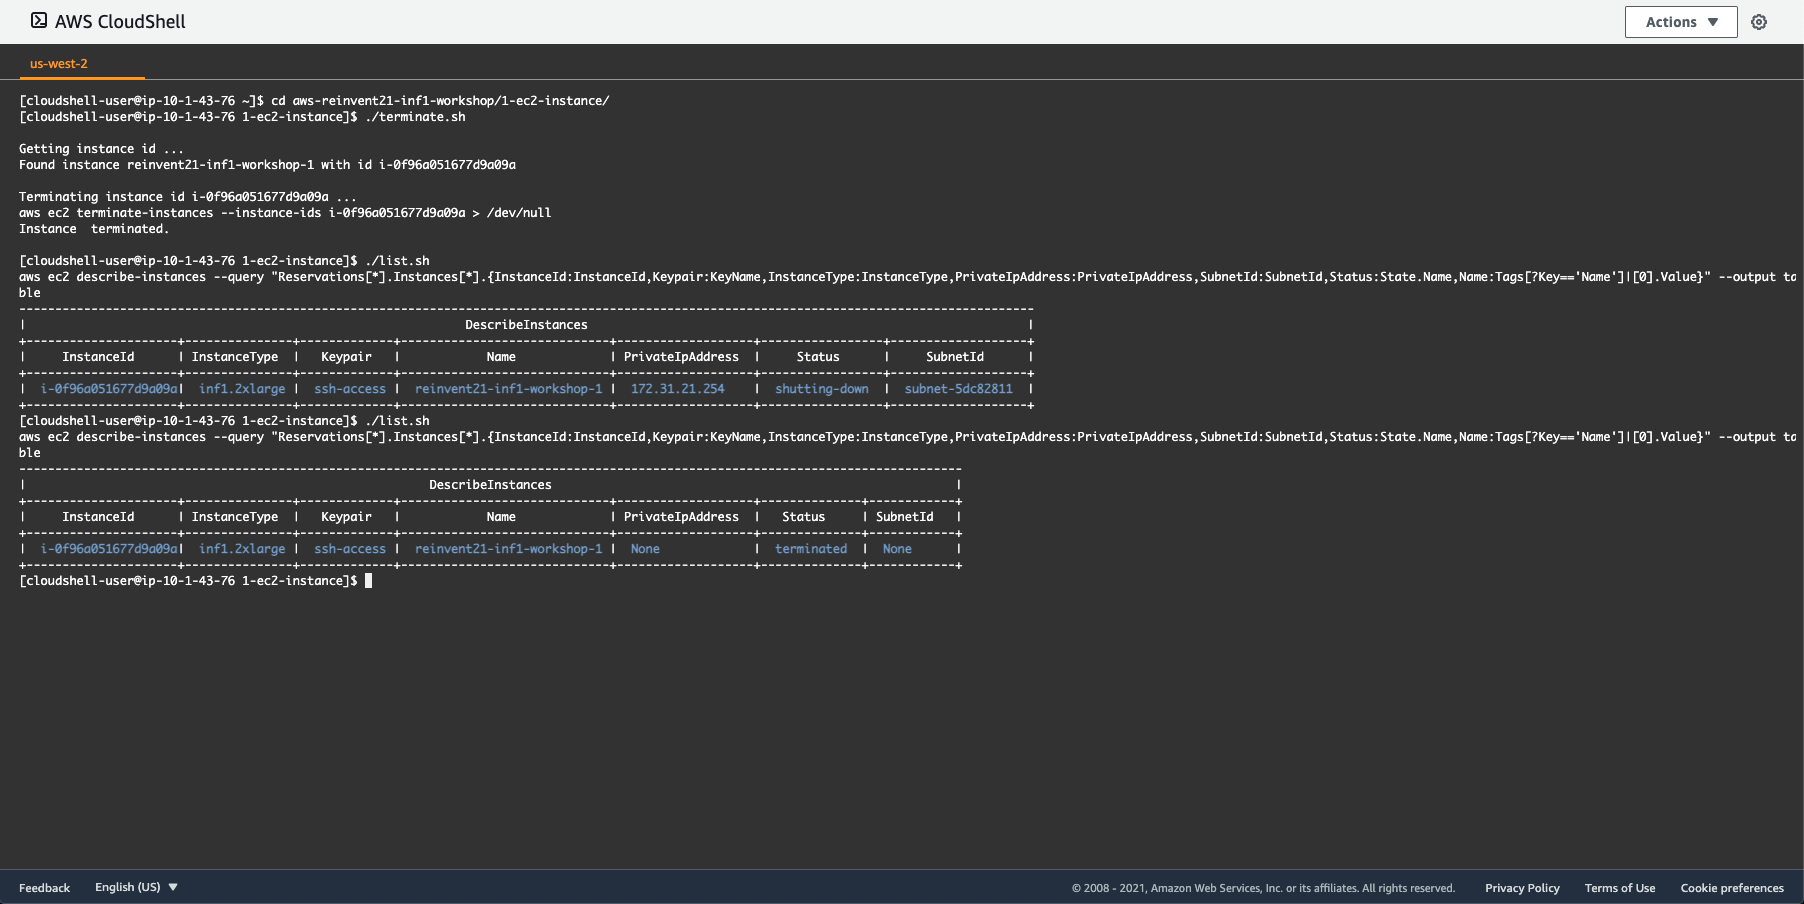 AWS CloudShell
Actions ▼
us-west-2
[cloudshell-user@ip-10-1-43-76 ~]$ cd aws-reinvent21-inf1-workshop/1-ec2-instance/
[cloudshell-user@ip-10-1-43-76 1-ec2-instance]$ ./terminate.sh
Getting instance id ...
Found instance reinvent21-inf1-workshop-1 with id i-0f96a051677d9a09a
Terminating instance id i-0f96a051677d9a09a ...
aws ec2 terminate-instances --instance-ids i-0f96a051677d9a09a > /dev/null
Instance  terminated.
[cloudshell-user@ip-10-1-43-76 1-ec2-instance]$ ./list.sh
aws ec2 describe-instances --query "Reservations[*].Instances[*].{InstanceId:InstanceId,Keypair:KeyName,InstanceType:InstanceType,PrivateIpAddress:PrivateIpAddress,SubnetId:SubnetId,Status:State.Name,Name:Tags[?Key=='Name']|[0].Value}" --output ta
ble
| DescribeInstances |
| InstanceId | InstanceType | Keypair | Name | PrivateIpAddress | Status | SubnetId |
| i-0f96a051677d9a09a| inf1.2xlarge | ssh-access | reinvent21-inf1-workshop-1 | 172.31.21.254 | shutting-down | subnet-5dc82811 |
[cloudshell-user@ip-10-1-43-76 1-ec2-instance]$ ./list.sh
aws ec2 describe-instances --query "Reservations[*].Instances[*].{InstanceId:InstanceId,Keypair:KeyName,InstanceType:InstanceType,PrivateIpAddress:PrivateIpAddress,SubnetId:SubnetId,Status:State.Name,Name:Tags[?Key=='Name']|[0].Value}" --output ta
ble
| DescribeInstances |
| InstanceId | InstanceType | Keypair | Name | PrivateIpAddress | Status | SubnetId |
| i-0f96a051677d9a09a| inf1.2xlarge | ssh-access | reinvent21-inf1-workshop-1 | None | terminated | None |
[cloudshell-user@ip-10-1-43-76 1-ec2-instance]$
Feedback English (US) ▼ © 2008 - 2021, Amazon Web Services, Inc. or its affiliates. All rights reserved. Privacy Policy Terms of Use Cookie preferences